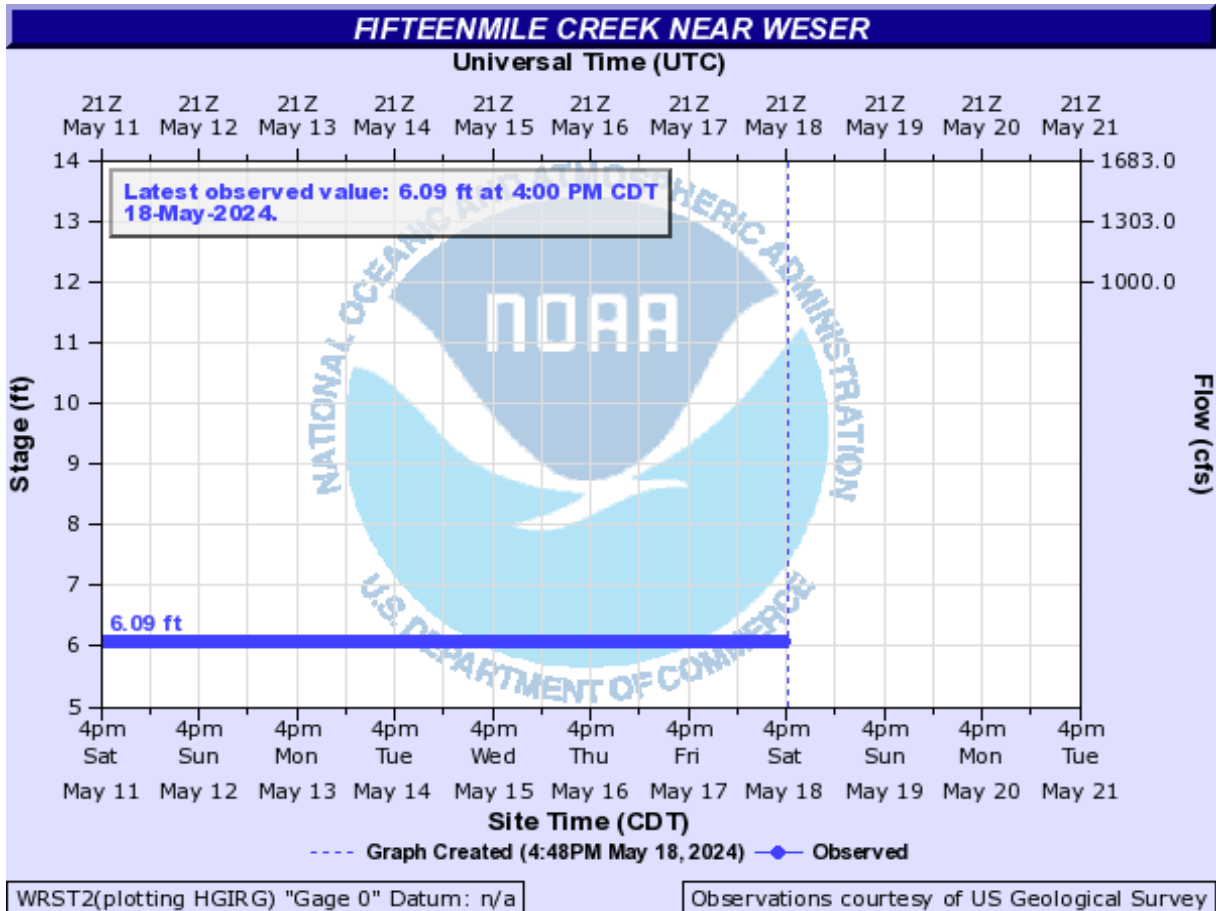 FIFTEENMILE CREEK NEAR WESER
Universal Time (UTC)
21Z 21Z 21Z 21Z 21Z 21Z 21Z 21Z 21Z 21Z 21Z
May 11 May 12 May 13 May 14 May 15 May 16 May 17 May 18 May 19 May 20 May 21
Latest observed value: 6.09 ft at 4:00 PM CDT
18-May-2024.
14
13
12
11
10
9
8
7
6
5
Stage (ft)
1683.0
1303.0
1000.0
Flow (cfs)
NATIONAL OCEANIC AND ATMOSPHERIC ADMINISTRATION
NOAA
U.S. DEPARTMENT OF COMMERCE
6.09 ft
4pm 4pm 4pm 4pm 4pm 4pm 4pm 4pm 4pm 4pm 4pm
Sat Sun Mon Tue Wed Thu Fri Sat Sun Mon Tue
May 11 May 12 May 13 May 14 May 15 May 16 May 17 May 18 May 19 May 20 May 21
Site Time (CDT)
Graph Created (4:48PM May 18, 2024) Observed
WRST2(plotting HGIRG) "Gage 0" Datum: n/a
Observations courtesy of US Geological Survey